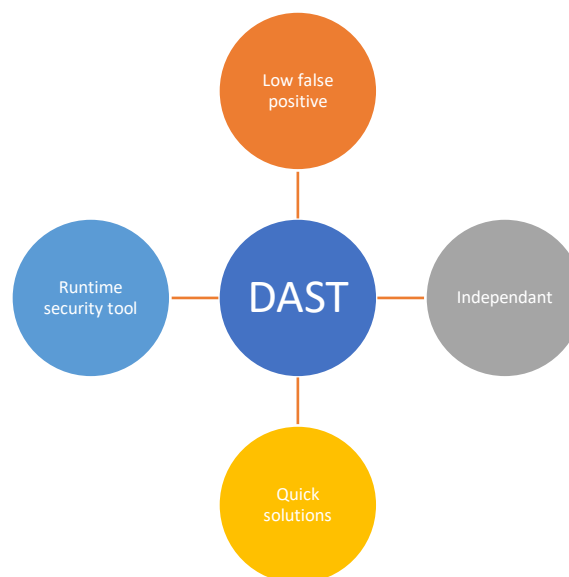 Low false
positive
Runtime
security tool
DAST
Independant
Quick
solutions